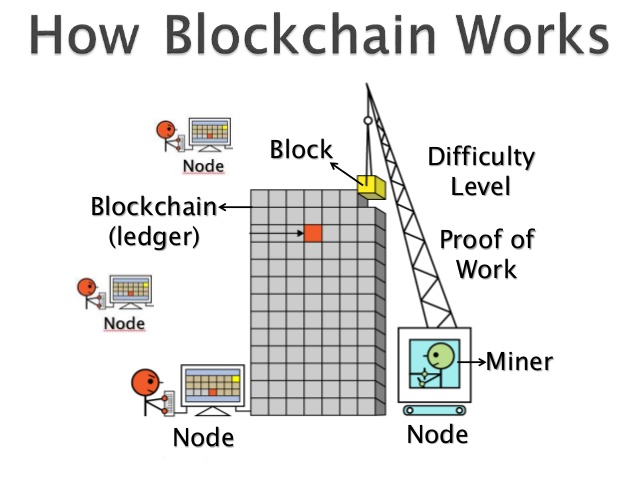 How Blockchain Works
Node
Block
Difficulty
Level
Blockchain
(ledger)
Proof of
Work
Node
Miner
Node
Node